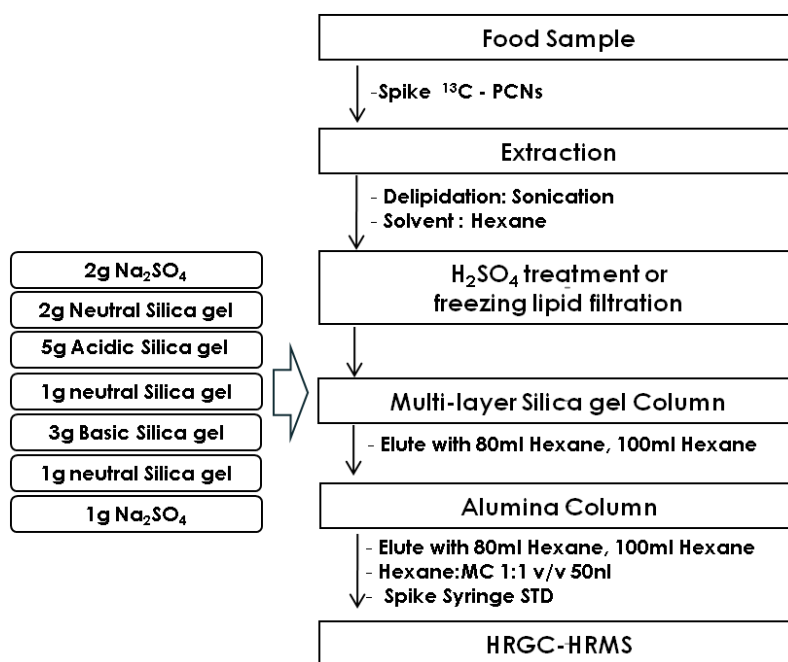 Food Sample
-Spike ¹³C - PCNs
Extraction
- Delipidation: Sonication
- Solvent : Hexane
H₂SO₄ treatment or
freezing lipid filtration
2g Na₂SO₄
2g Neutral Silica gel
5g Acidic Silica gel
1g neutral Silica gel
3g Basic Silica gel
1g neutral Silica gel
1g Na₂SO₄
Multi-layer Silica gel Column
- Elute with 80ml Hexane, 100ml Hexane
Alumina Column
- Elute with 80ml Hexane, 100ml Hexane
- Hexane:MC 1:1 v/v 50nl
- Spike Syringe STD
HRGC-HRMS